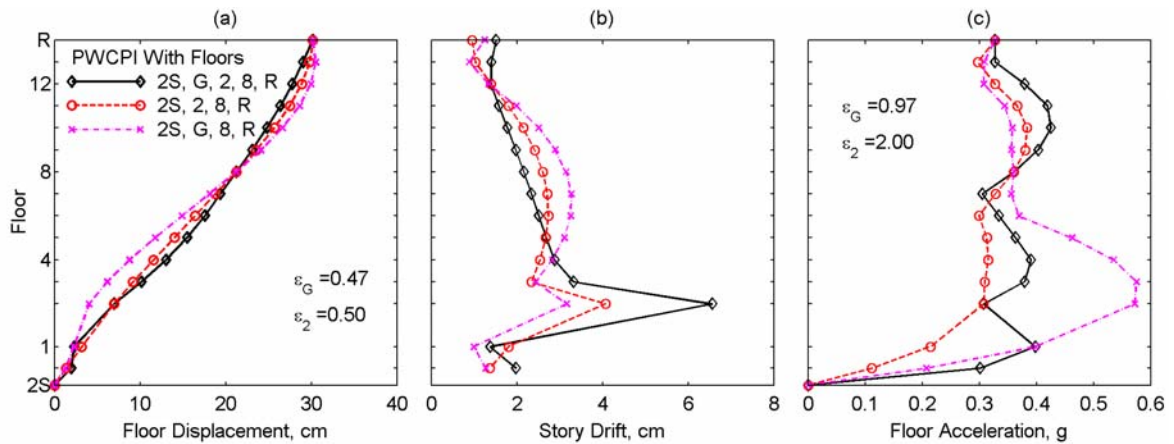 (a)
(b)
(c)
R
12
8
4
1
2S
Floor
PWCPI With Floors
2S, G, 2, 8, R
2S, 2, 8, R
2S, G, 8, R
εG =0.47
ε2 =0.50
0 10 20 30 40
Floor Displacement, cm
0 2 4 6 8
Story Drift, cm
εG =0.97
ε2 =2.00
0 0.1 0.2 0.3 0.4 0.5 0.6
Floor Acceleration, g